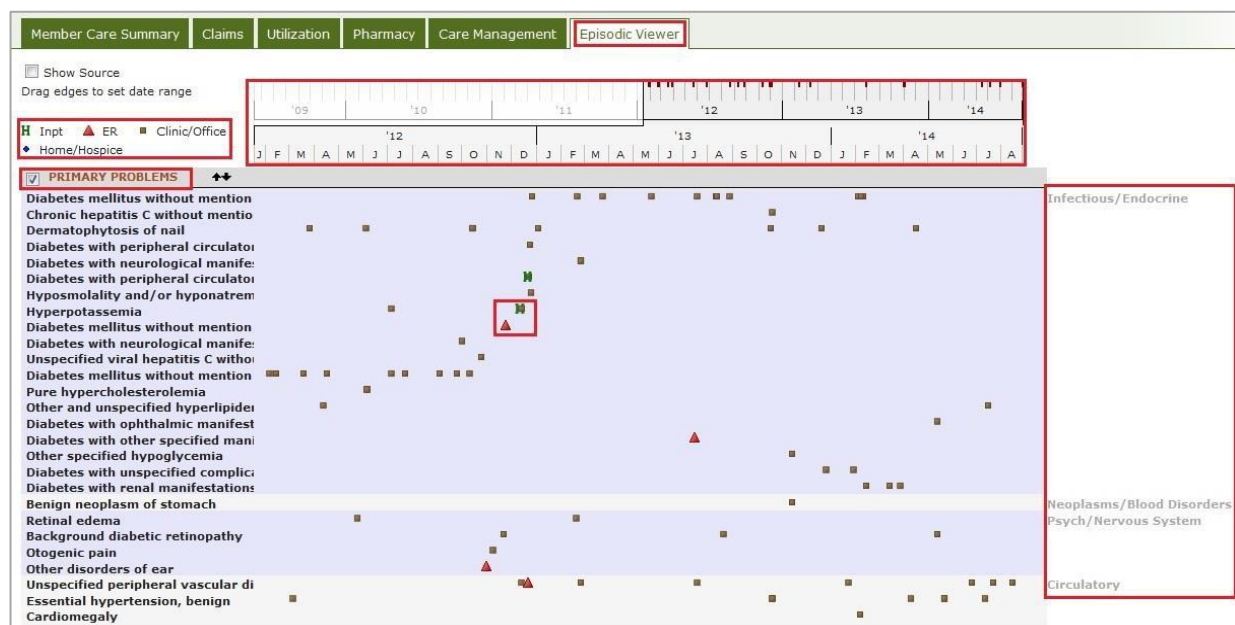 Member Care Summary Claims Utilization Pharmacy Care Management Episodic Viewer
Show Source
Drag edges to set date range
'09 '10 '11 '12 '13 '14
Inpt ER Clinic/Office
Home/Hospice
'12 '13 '14
J F M A M J J A S O N D J F M A M J J A S O N D J F M A M J J A
PRIMARY PROBLEMS
Diabetes mellitus without mention Infectious/Endocrine
Chronic hepatitis C without mentio
Dermatophytosis of nail
Diabetes with peripheral circulator
Diabetes with neurological manifes
Diabetes with peripheral circulator
Hyposmolality and/or hyponatrem
Hyperpotassemia
Diabetes mellitus without mention
Diabetes with neurological manifes
Unspecified viral hepatitis C withou
Diabetes mellitus without mention
Pure hypercholesterolemia
Other and unspecified hyperlipider
Diabetes with ophthalmic manifest
Diabetes with other specified mani
Other specified hypoglycemia
Diabetes with unspecified complica
Diabetes with renal manifestations
Benign neoplasm of stomach Neoplasms/Blood Disorders
Retinal edema Psych/Nervous System
Background diabetic retinopathy
Otogenic pain
Other disorders of ear
Unspecified peripheral vascular di Circulatory
Essential hypertension, benign
Cardiomegaly